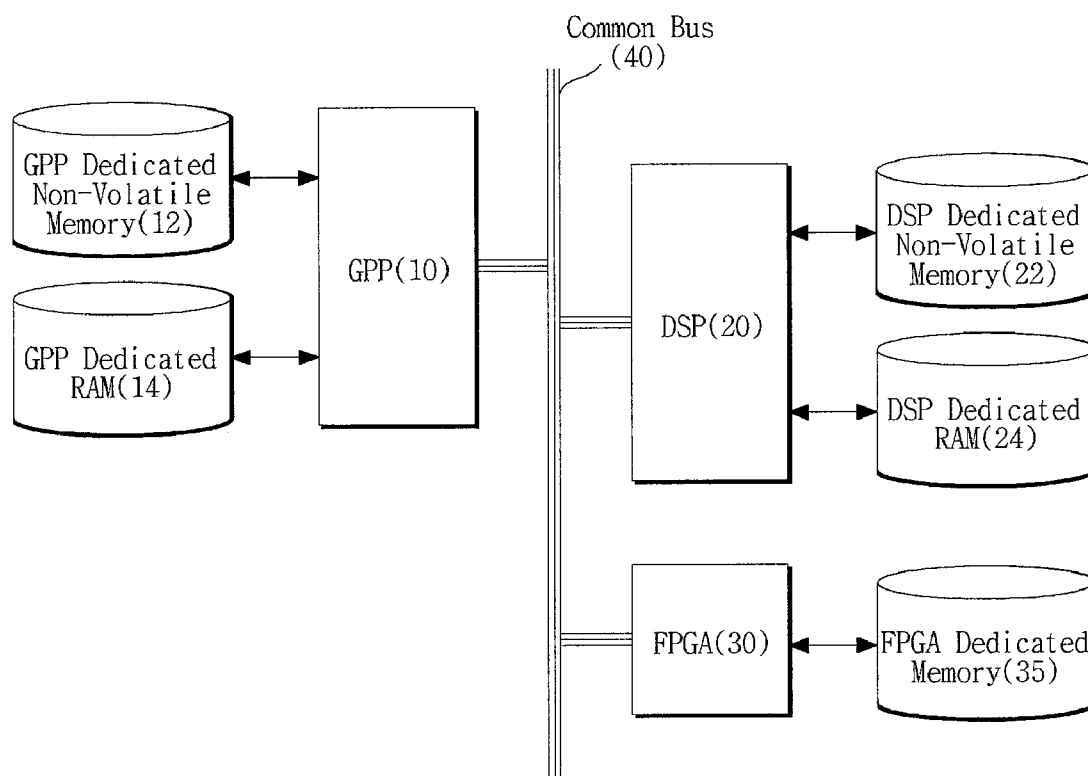 Common Bus
(40)
GPP Dedicated
Non-Volatile
Memory(12)
GPP(10)
GPP Dedicated
RAM(14)
DSP(20)
DSP Dedicated
Non-Volatile
Memory(22)
DSP Dedicated
RAM(24)
FPGA(30)
FPGA Dedicated
Memory(35)